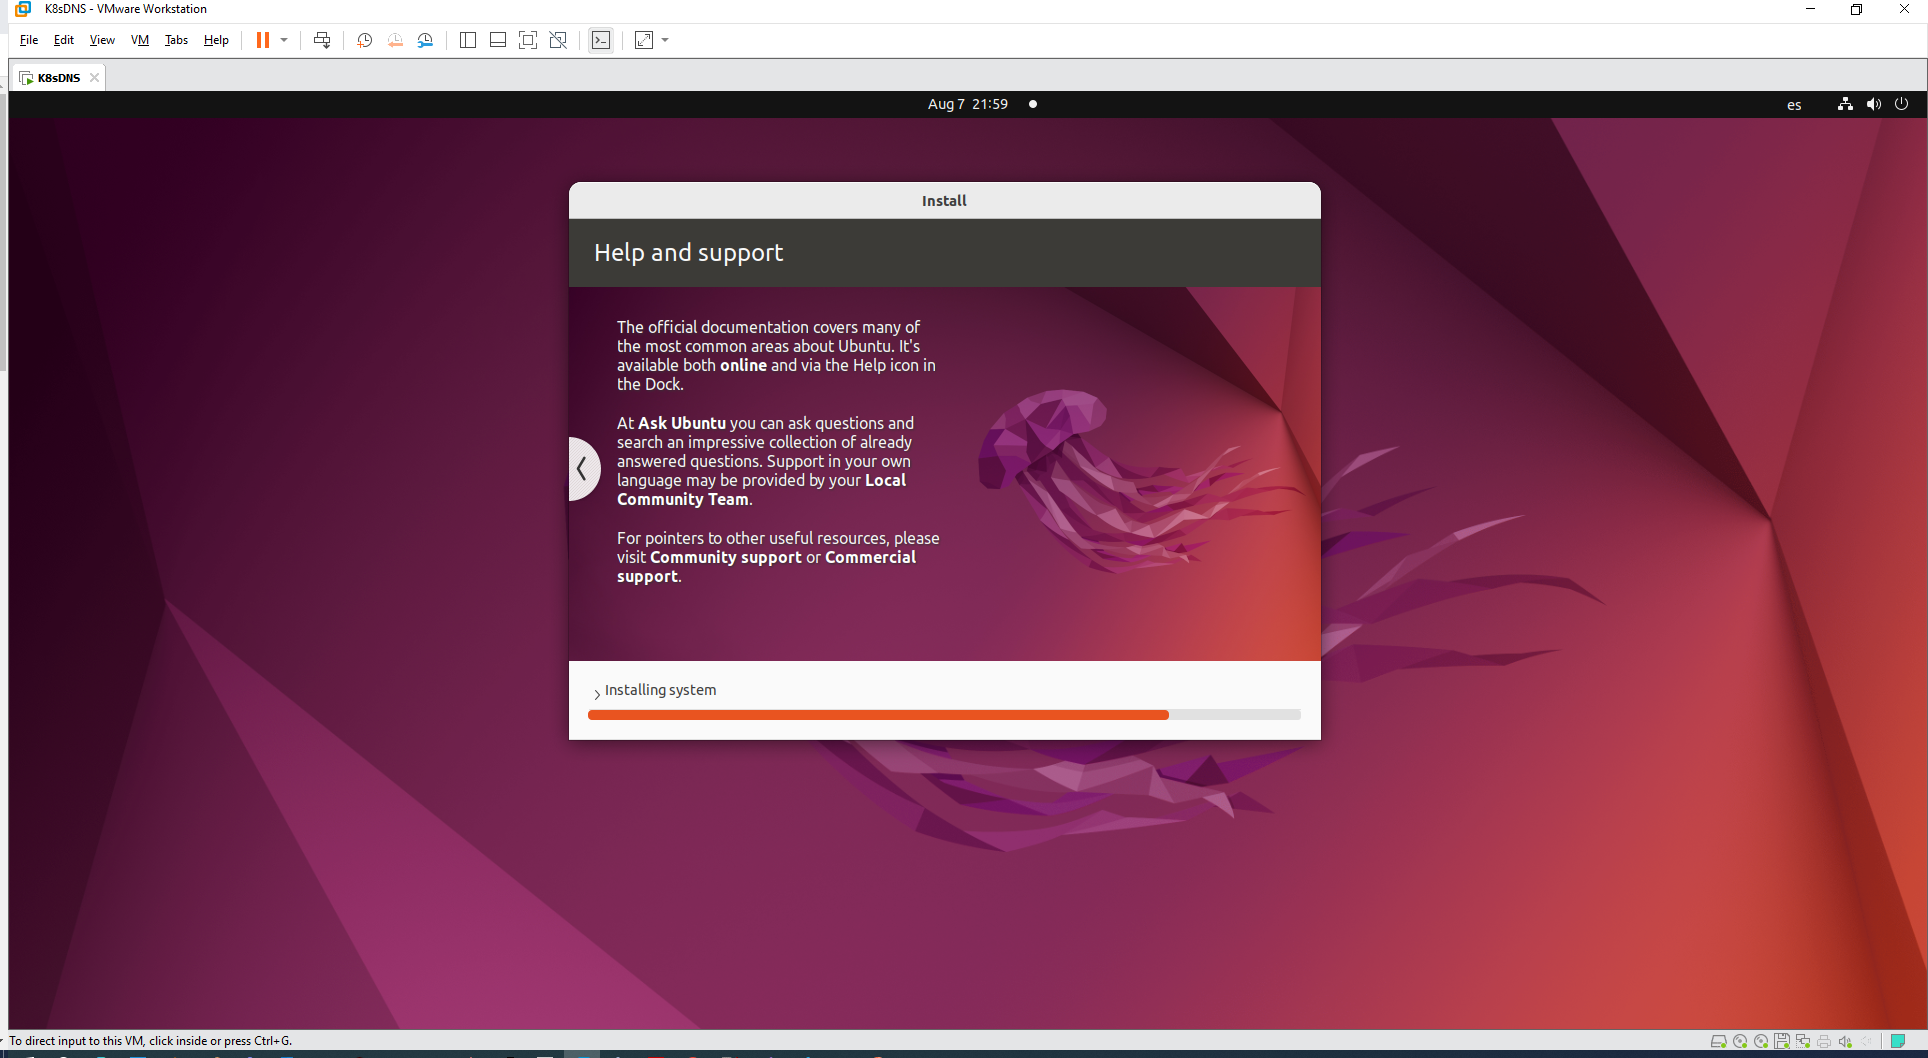 K8sDNS - VMware Workstation
File Edit View VM Tabs Help
K8sDNS
Aug 7 21:59
es
Install
Help and support
The official documentation covers many of
the most common areas about Ubuntu. It's
available both online and via the Help icon in
the Dock.
At Ask Ubuntu you can ask questions and
search an impressive collection of already
answered questions. Support in your own
language may be provided by your Local
Community Team.
For pointers to other useful resources, please
visit Community support or Commercial
support.
Installing system
To direct input to this VM, click inside or press Ctrl+G.